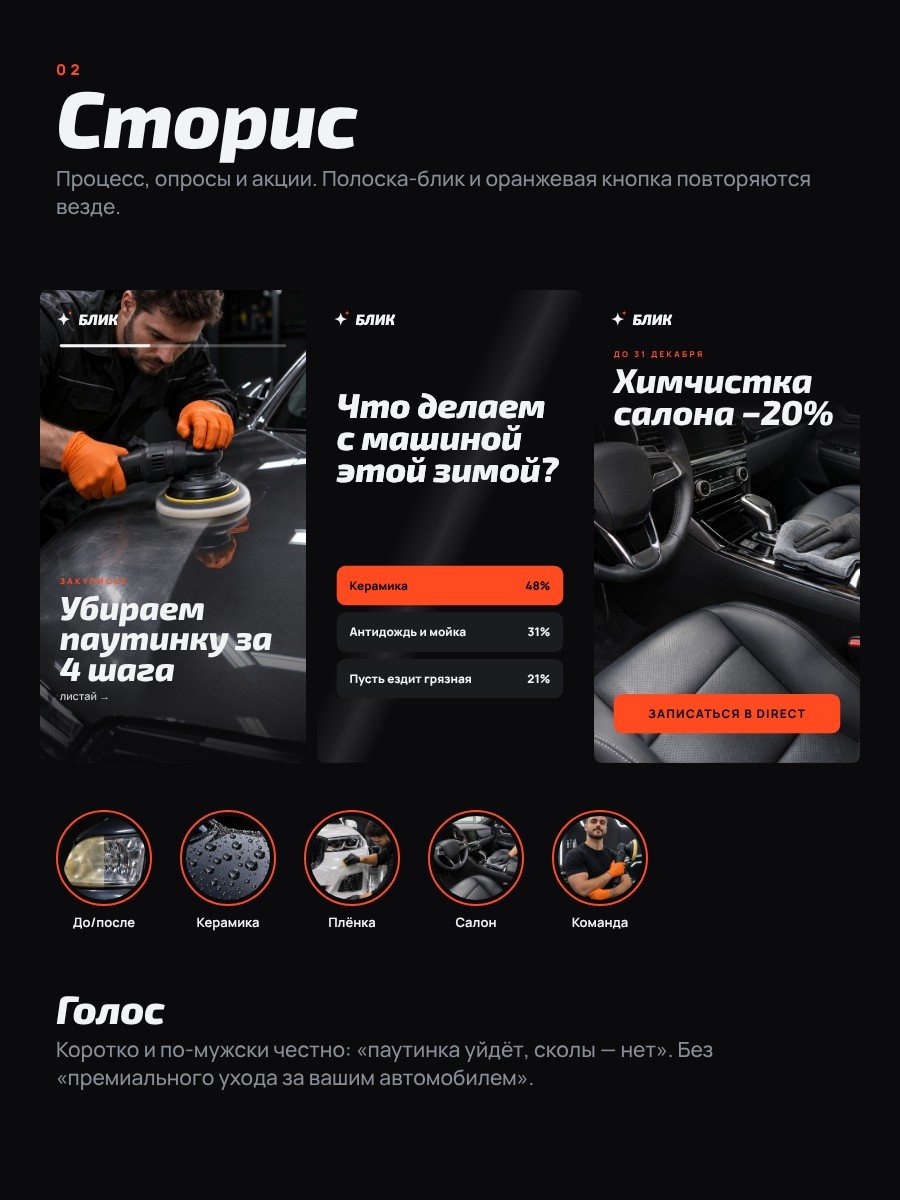 02
Сторис
Процесс, опросы и акции. Полоска-блик и оранжевая кнопка повторяются
везде.
БЛИК
ЗАКУЛИСЬЕ
Убираем
паутинку за
4 шага
листай →
БЛИК
Что делаем
с машиной
этой зимой?
Керамика 48%
Антидождь и мойка 31%
Пусть ездит грязная 21%
БЛИК
ДО 31 ДЕКАБРЯ
Химчистка
салона −20%
ЗАПИСАТЬСЯ В DIRECT
До/после
Керамика
Плёнка
Салон
Команда
Голос
Коротко и по-мужски честно: «паутинка уйдёт, сколы — нет». Без
«премиального ухода за вашим автомобилем».